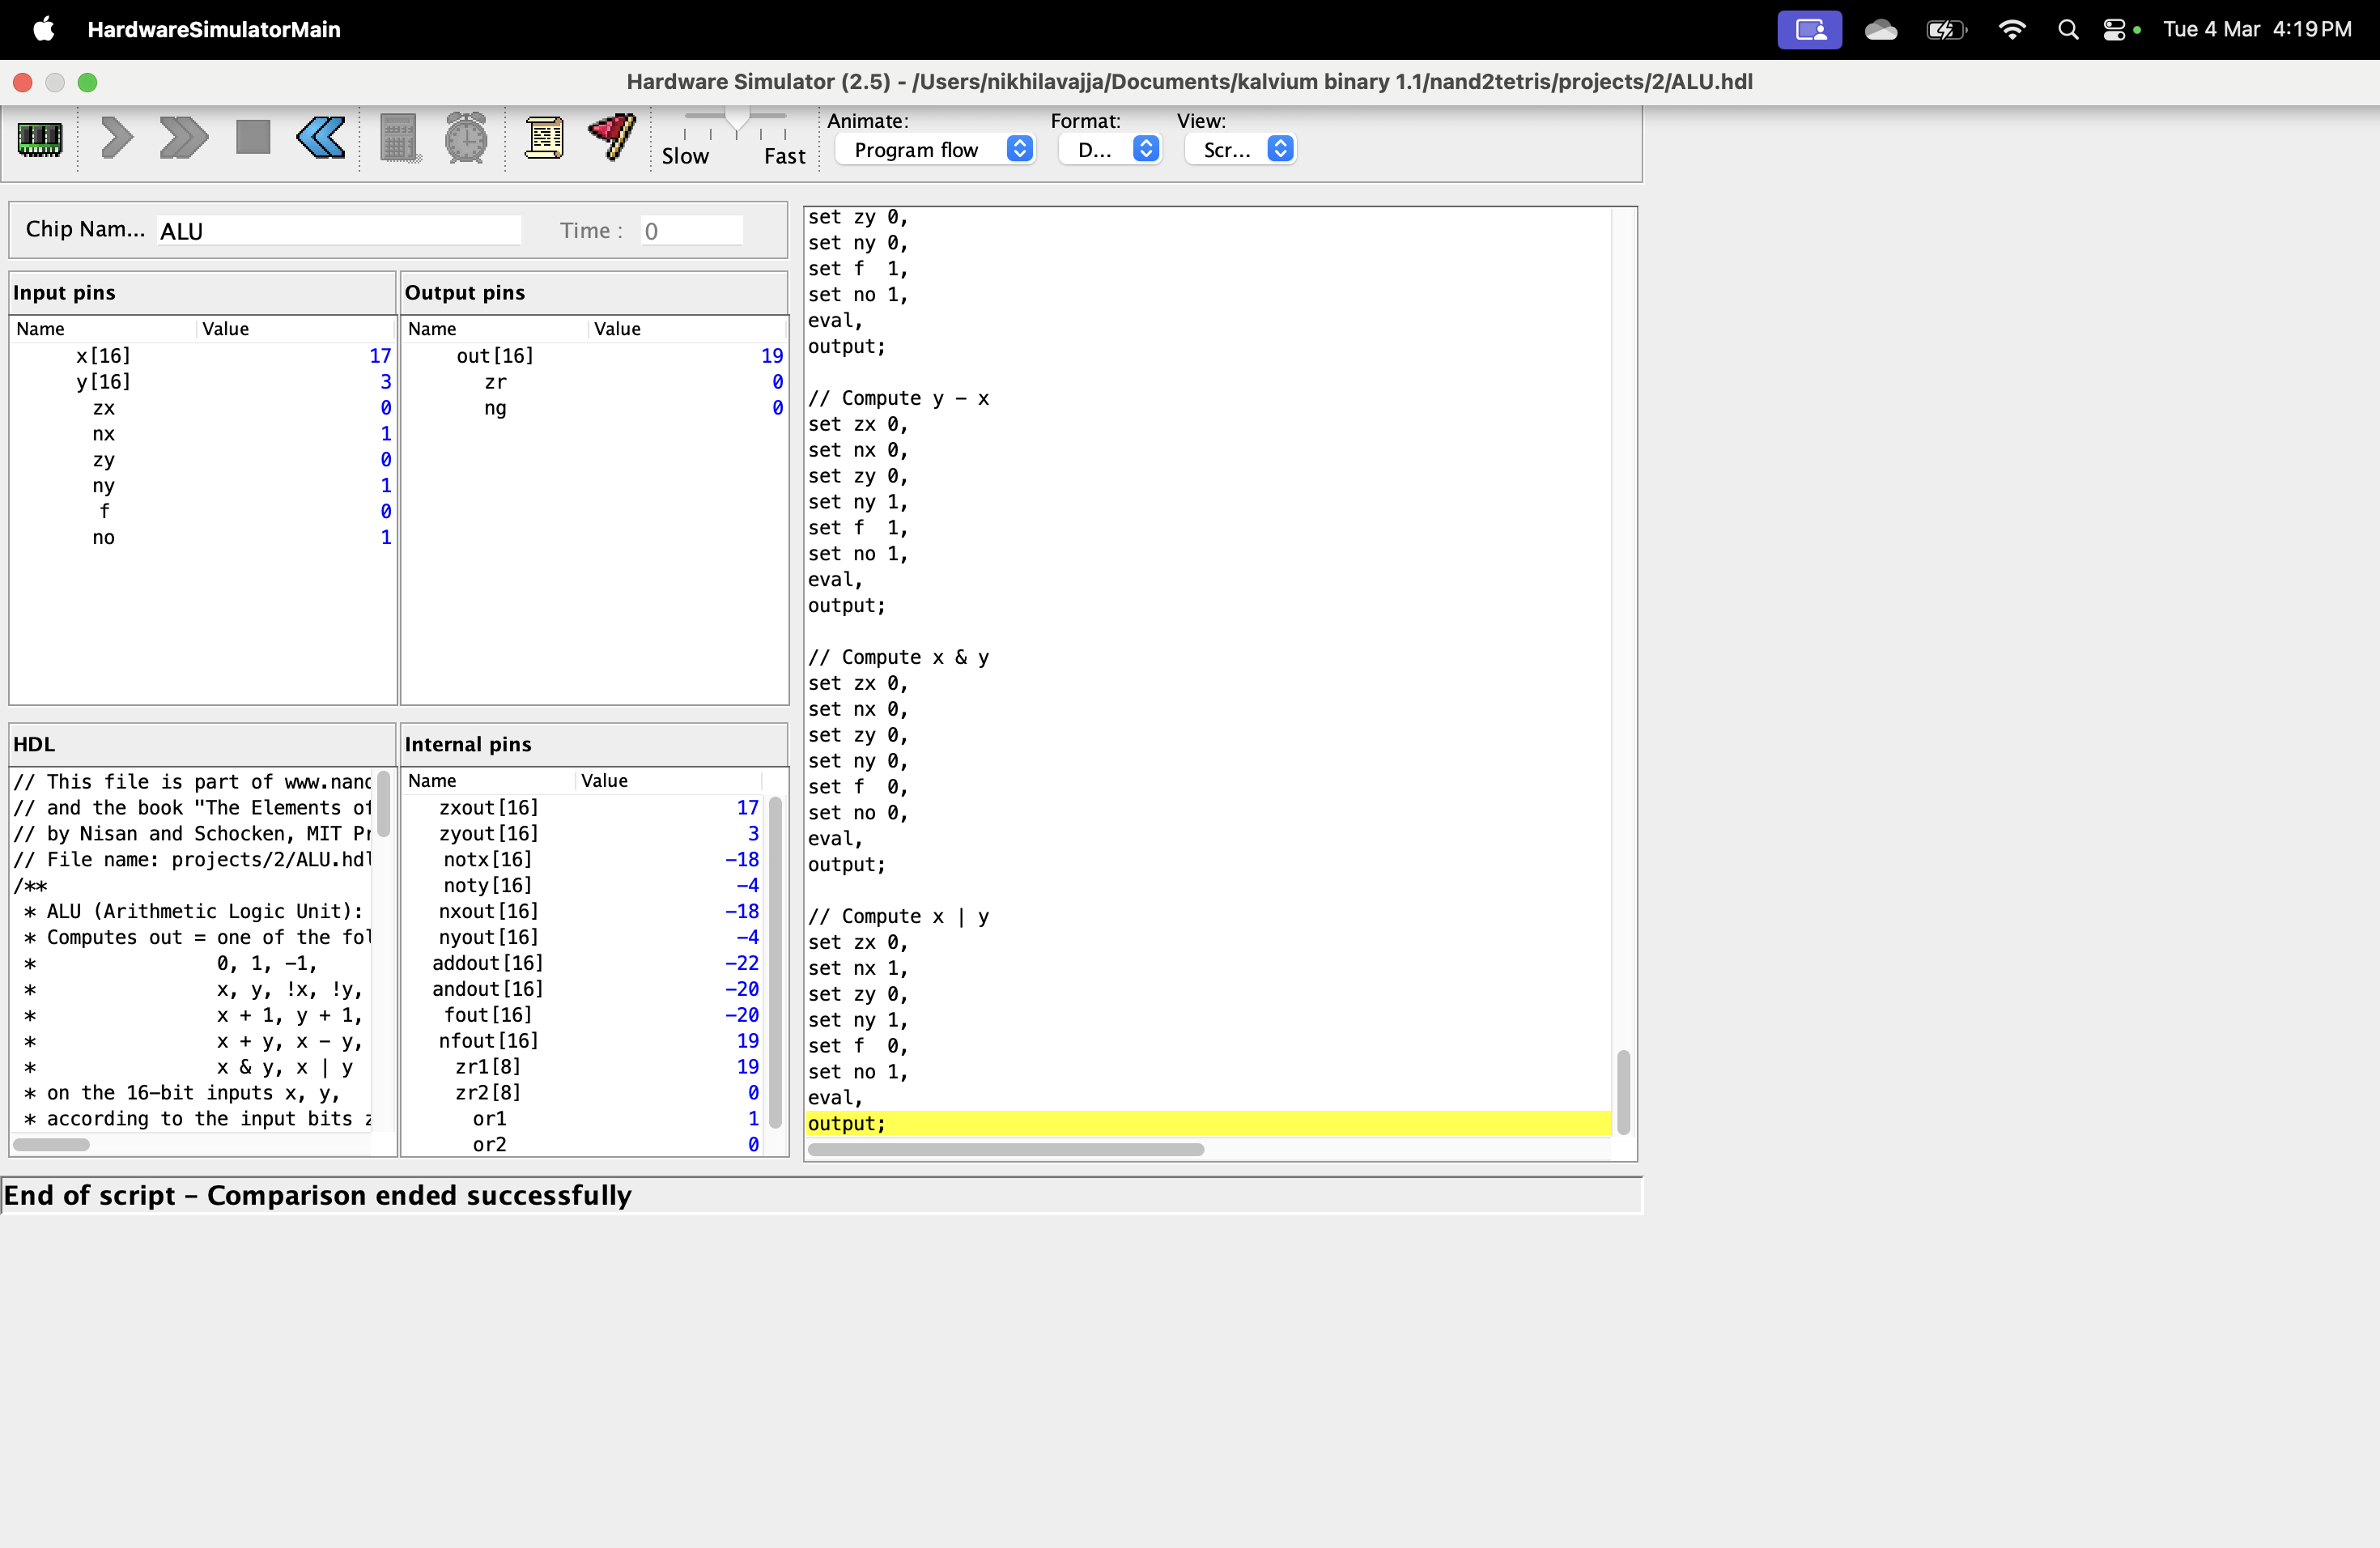 HardwareSimulatorMain
Tue 4 Mar 4:19 PM
Hardware Simulator (2.5) - /Users/nikhilavajja/Documents/kalvium binary 1.1/nand2tetris/projects/2/ALU.hdl
Slow Fast
Animate: Format: View:
Program flow D... Scr...
Chip Nam... ALU Time : 0
Input pins
Name Value
x[16] 17
y[16] 3
zx 0
nx 1
zy 0
ny 1
f 0
no 1
Output pins
Name Value
out[16] 19
zr 0
ng 0
HDL
// This file is part of www.nand
// and the book "The Elements of
// by Nisan and Schocken, MIT Pr
// File name: projects/2/ALU.hdl
/**
* ALU (Arithmetic Logic Unit):
* Computes out = one of the fol
* 0, 1, -1,
* x, y, !x, !y,
* x + 1, y + 1,
* x + y, x - y,
* x & y, x | y
* on the 16-bit inputs x, y,
* according to the input bits z
Internal pins
Name Value
zxout[16] 17
zyout[16] 3
notx[16] -18
noty[16] -4
nxout[16] -18
nyout[16] -4
addout[16] -22
andout[16] -20
fout[16] -20
nfout[16] 19
zr1[8] 19
zr2[8] 0
or1 1
or2 0
set zy 0,
set ny 0,
set f 1,
set no 1,
eval,
output;
// Compute y - x
set zx 0,
set nx 0,
set zy 0,
set ny 1,
set f 1,
set no 1,
eval,
output;
// Compute x & y
set zx 0,
set nx 0,
set zy 0,
set ny 0,
set f 0,
set no 0,
eval,
output;
// Compute x | y
set zx 0,
set nx 1,
set zy 0,
set ny 1,
set f 0,
set no 1,
eval,
output;
End of script - Comparison ended successfully